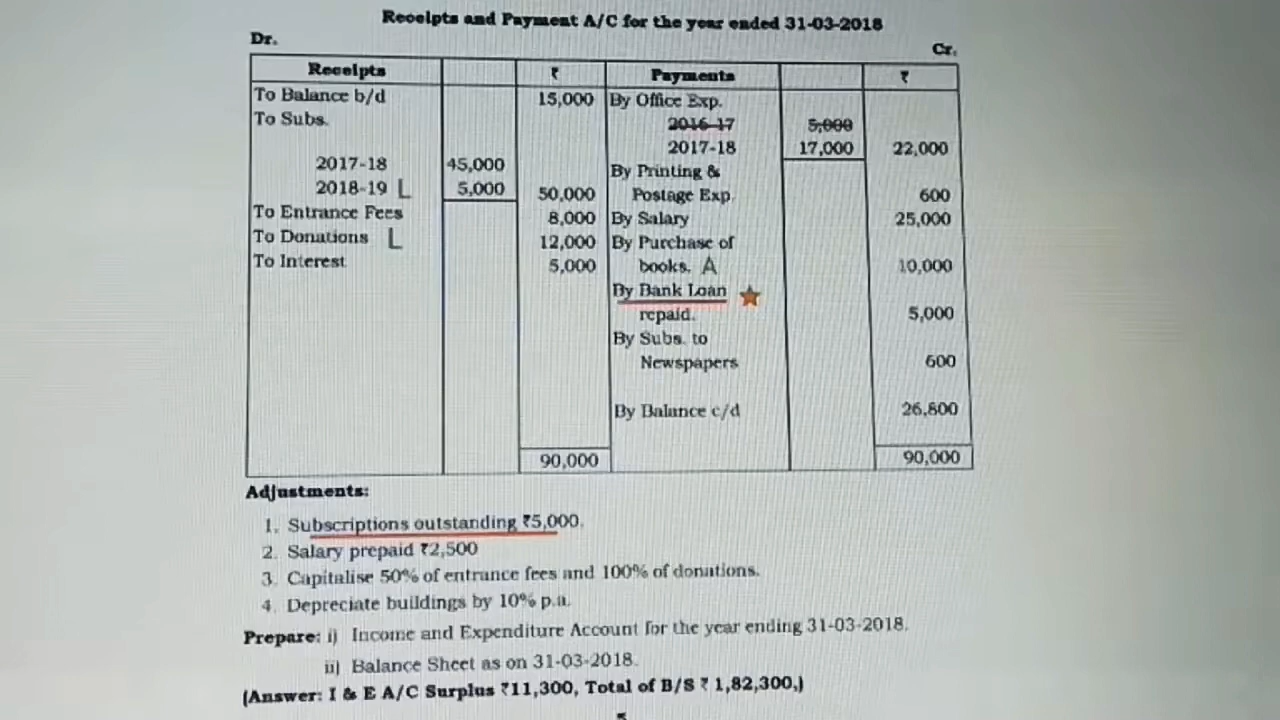 Receipts and Payment A/C for the year ended 31-03-2018
Dr. Cr.
Receipts ₹ Payments ₹
To Balance b/d 15,000 By Office Exp.
To Subs. 2016-17 5,000
2017-18 17,000 22,000
2017-18 45,000 By Printing &
2018-19 L 5,000 50,000 Postage Exp. 600
To Entrance Fees 8,000 By Salary 25,000
To Donations L 12,000 By Purchase of
To Interest 5,000 books. A 10,000
By Bank Loan
repaid. 5,000
By Subs. to
Newspapers 600
By Balance c/d 26,800
90,000 90,000
Adjustments:
1. Subscriptions outstanding ₹5,000.
2. Salary prepaid ₹2,500
3. Capitalise 50% of entrance fees and 100% of donations.
4. Depreciate buildings by 10% p.a.
Prepare: i) Income and Expenditure Account for the year ending 31-03-2018.
ii) Balance Sheet as on 31-03-2018.
(Answer: I & E A/C Surplus ₹11,300, Total of B/S ₹ 1,82,300,)